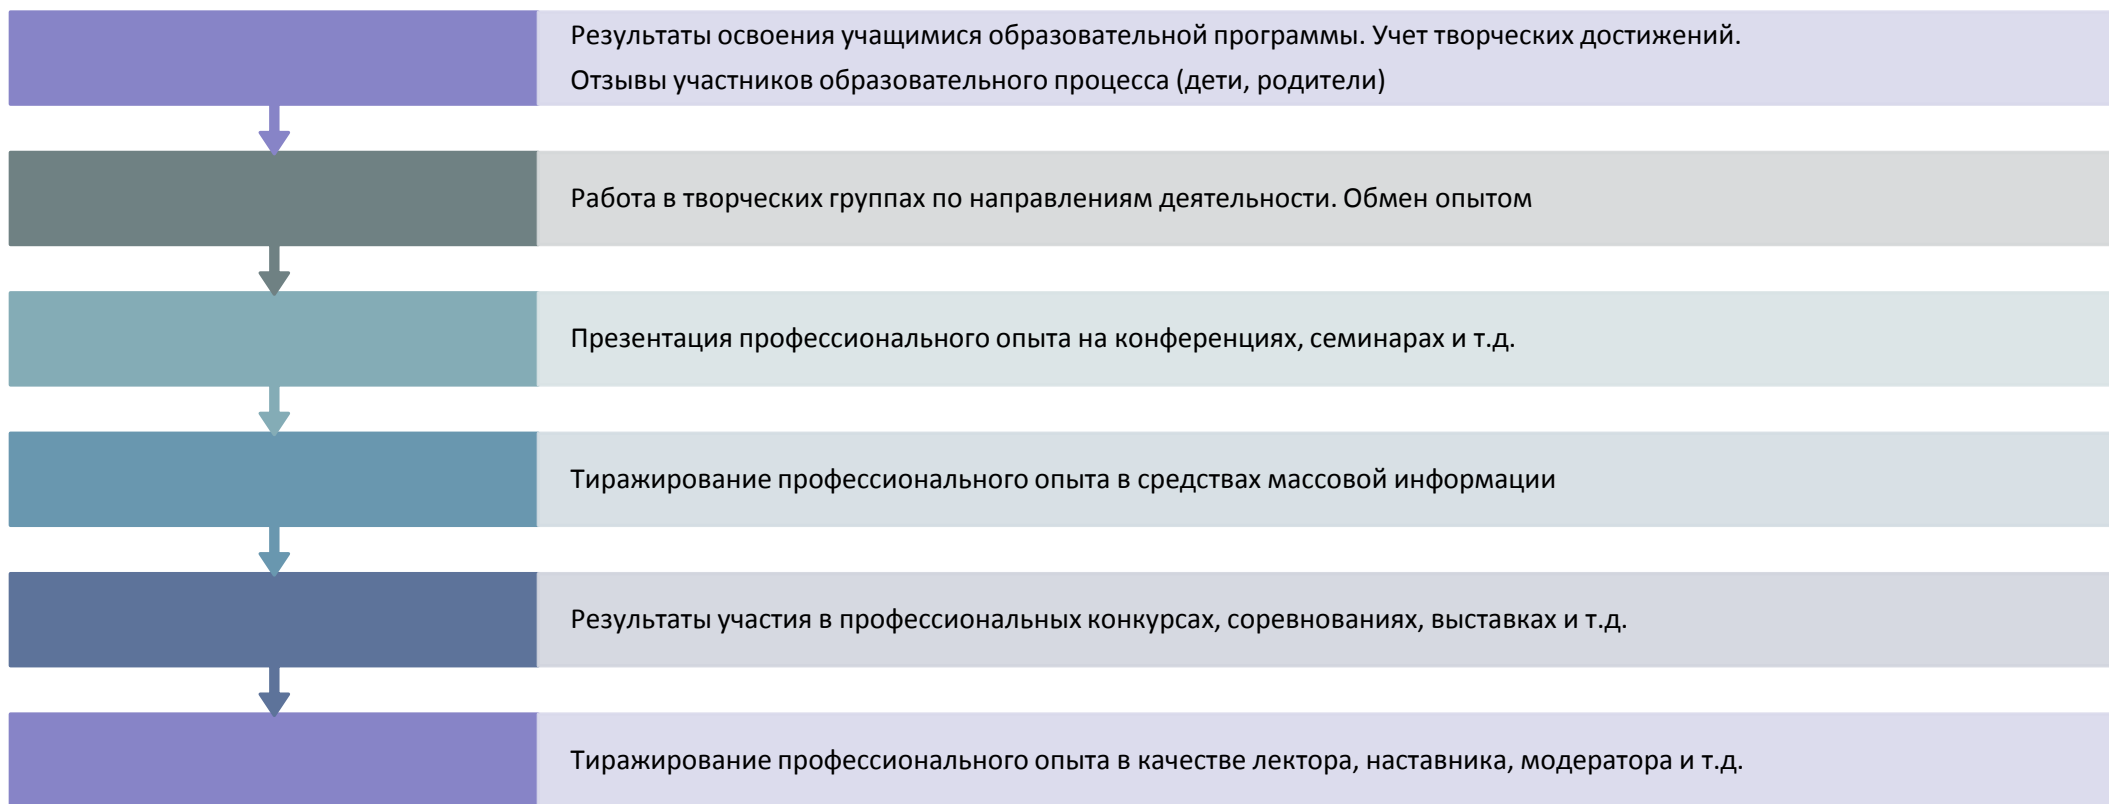 Результаты освоения учащимися образовательной программы. Учет творческих достижений.
Отзывы участников образовательного процесса (дети, родители)
Работа в творческих группах по направлениям деятельности. Обмен опытом
Презентация профессионального опыта на конференциях, семинарах и т.д.
Тиражирование профессионального опыта в средствах массовой информации
Результаты участия в профессиональных конкурсах, соревнованиях, выставках и т.д.
Тиражирование профессионального опыта в качестве лектора, наставника, модератора и т.д.